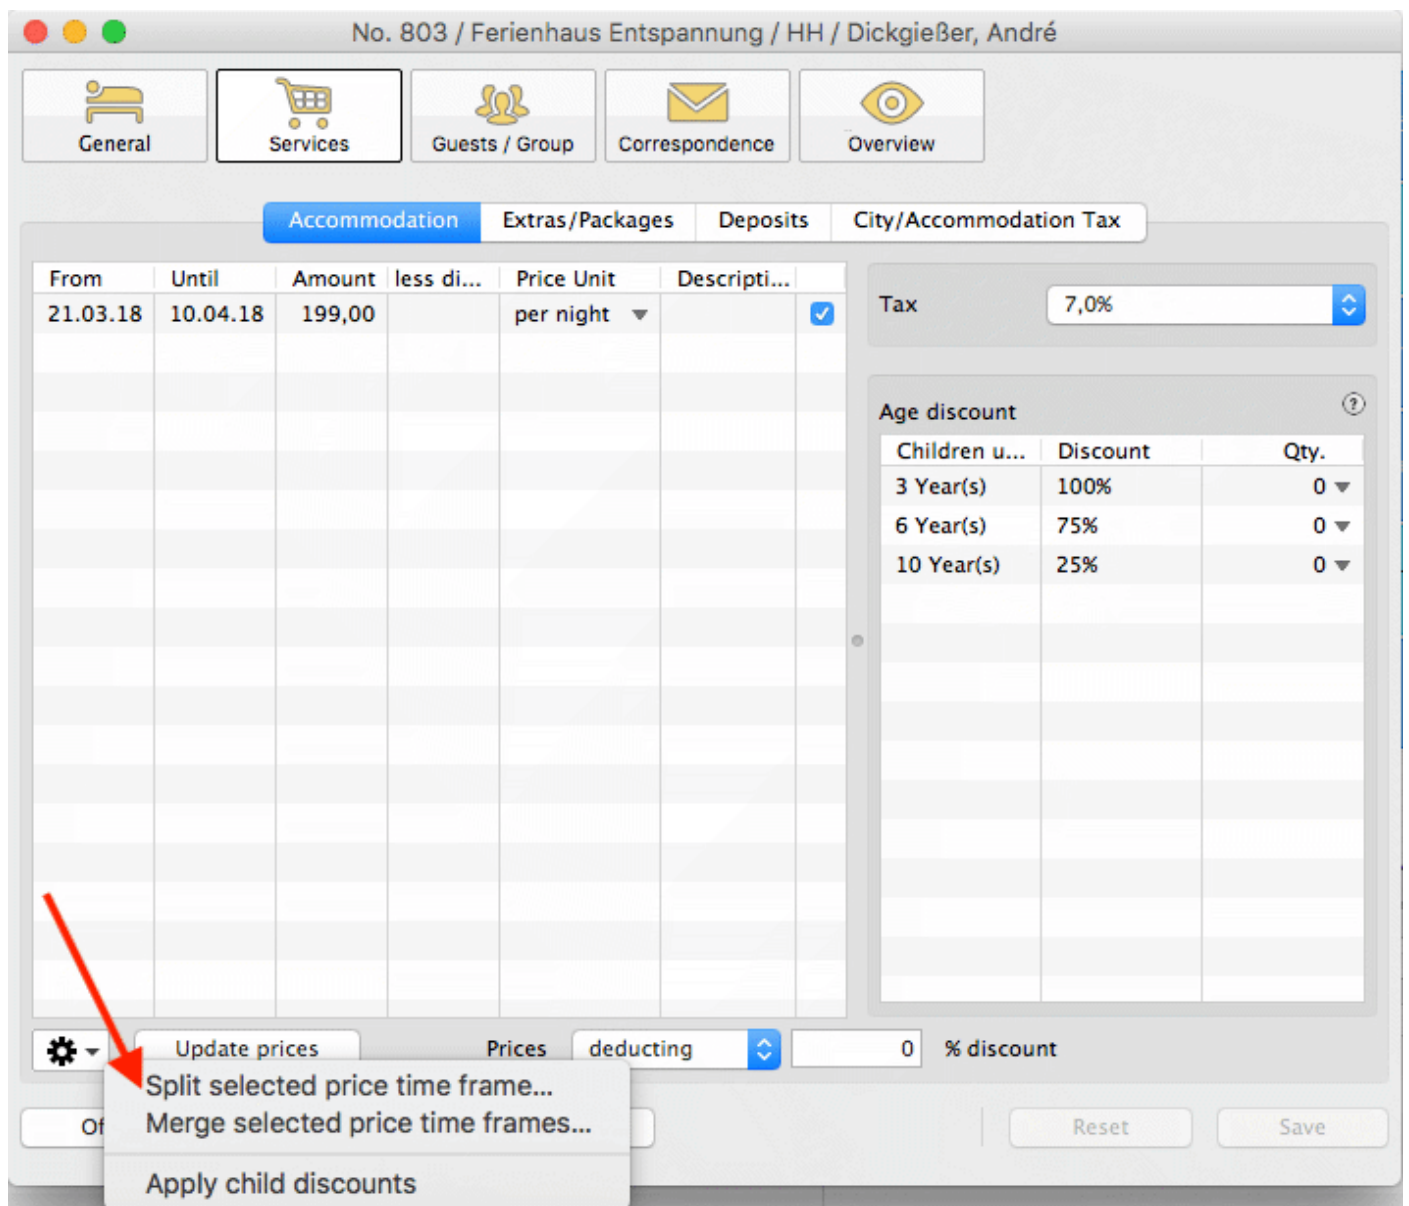 No. 803 / Ferienhaus Entspannung / HH / Dickgießer, André
General Services Guests / Group Correspondence Overview
Accommodation Extras/Packages Deposits City/Accommodation Tax
From Until Amount less di... Price Unit Descripti...
21.03.18 10.04.18 199,00 per night
Tax 7,0%
Age discount ?
Children u... Discount Qty.
3 Year(s) 100% 0
6 Year(s) 75% 0
10 Year(s) 25% 0
Update prices Prices deducting 0 % discount
Split selected price time frame...
Merge selected price time frames...
Apply child discounts
Reset Save